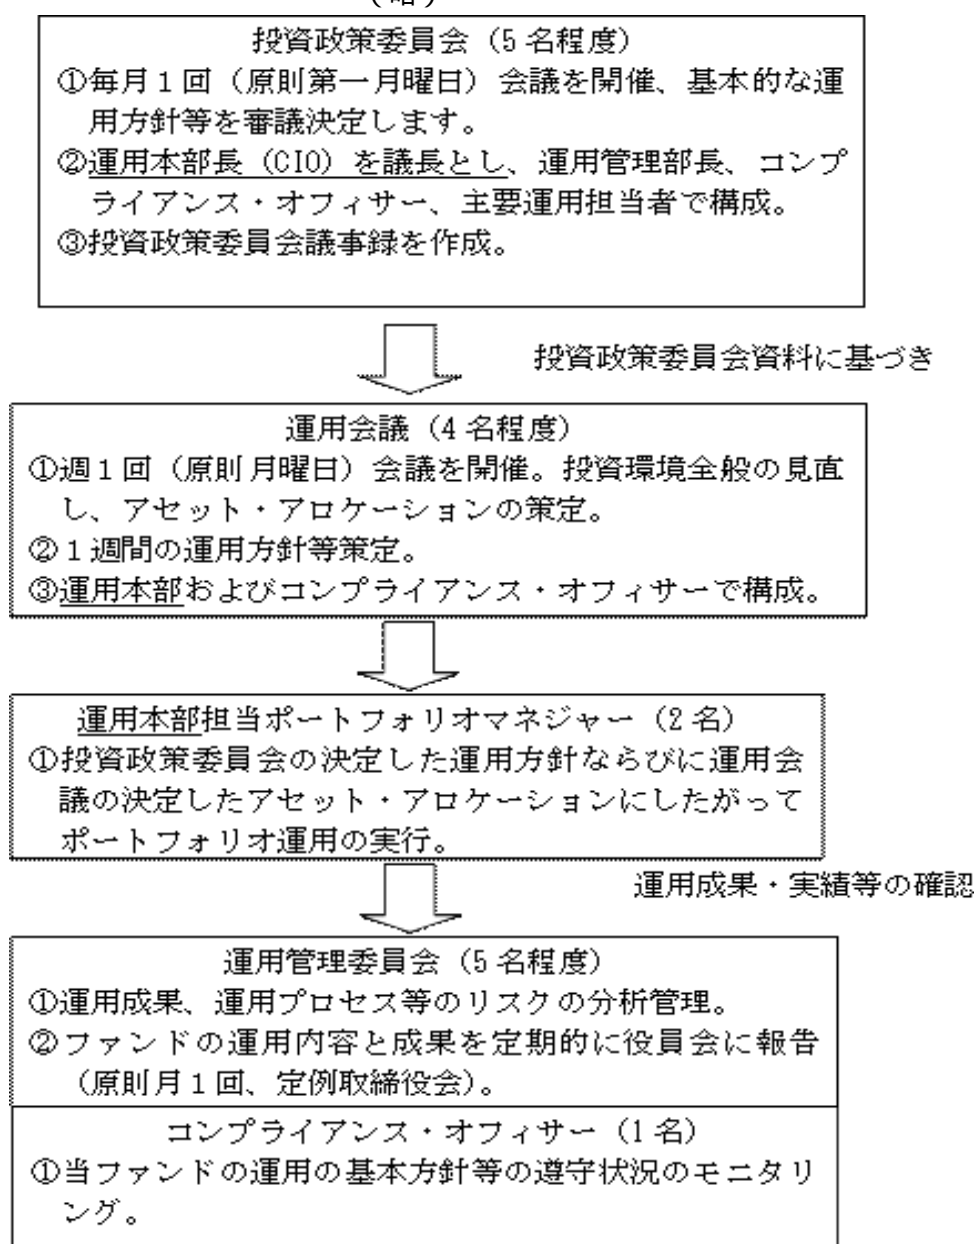 （略）
投資政策委員会（5名程度）
①毎月1回（原則第一月曜日）会議を開催、基本的な運
用方針等を審議決定します。
②運用本部長（CIO）を議長とし、運用管理部長、コンプ
ライアンス・オフィサー、主要運用担当者で構成。
③投資政策委員会議事録を作成。
投資政策委員会資料に基づき
運用会議（4名程度）
①週1回（原則月曜日）会議を開催。投資環境全般の見直
し、アセット・アロケーションの策定。
②1週間の運用方針等策定。
③運用本部およびコンプライアンス・オフィサーで構成。
運用本部担当ポートフォリオマネジャー（2名）
①投資政策委員会の決定した運用方針ならびに運用会
議の決定したアセット・アロケーションにしたがって
ポートフォリオ運用の実行。
運用成果・実績等の確認
運用管理委員会（5名程度）
①運用成果、運用プロセス等のリスクの分析管理。
②ファンドの運用内容と成果を定期的に役員会に報告
（原則月1回、定例取締役会）。
コンプライアンス・オフィサー（1名）
①当ファンドの運用の基本方針等の遵守状況のモニタリ
ング。